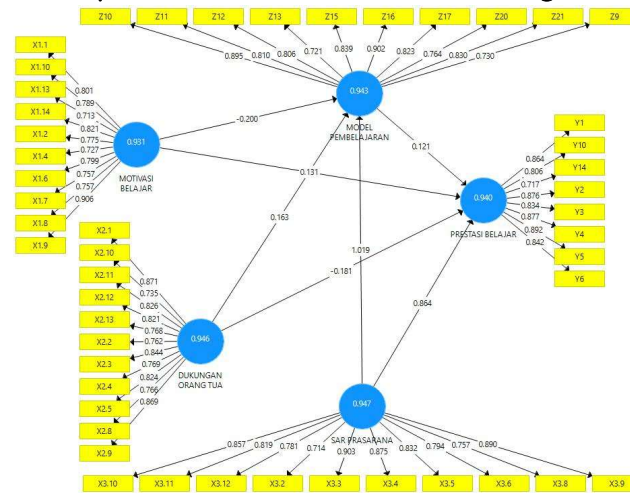 Z10
Z11
Z12
Z13
Z15
Z16
Z17
Z20
Z21
Z9
0.895
0.810
0.806
0.721
0.839
0.902
0.823
0.764
0.830
0.730
X1.1
X1.10
X1.13
X1.14
X1.2
X1.4
X1.6
X1.7
X1.8
X1.9
0.801
0.789
0.713
0.821
0.775
0.727
0.799
0.757
0.757
0.906
0.931
MOTIVASI
BELAJAR
0.943
MODEL
PEMBELAJARAN
-0.200
0.131
0.163
0.121
1.019
-0.181
0.864
0.940
PRESTASI BELAJAR
0.864
0.806
0.717
0.876
0.834
0.877
0.892
0.842
Y1
Y10
Y14
Y2
Y3
Y4
Y5
Y6
X2.1
X2.10
X2.11
X2.12
X2.13
X2.2
X2.3
X2.4
X2.5
X2.8
X2.9
0.871
0.735
0.826
0.821
0.768
0.762
0.844
0.769
0.824
0.766
0.869
0.946
DUKUNGAN
ORANG TUA
0.947
SAR PRASARANA
0.857
0.819
0.781
0.714
0.903
0.875
0.832
0.794
0.757
0.890
X3.10
X3.11
X3.12
X3.2
X3.3
X3.4
X3.5
X3.6
X3.8
X3.9